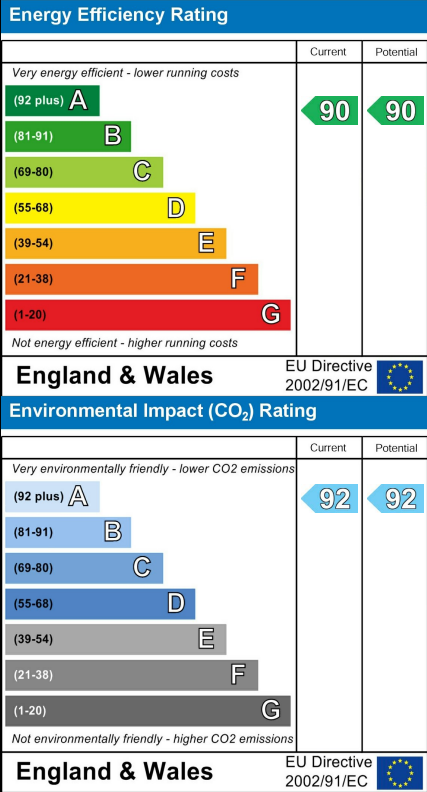 Energy Efficiency Rating
Current Potential
Very energy efficient - lower running costs
(92 plus) A
90 90
(81-91) B
(69-80) C
(55-68) D
(39-54) E
(21-38) F
(1-20) G
Not energy efficient - higher running costs
England & Wales
EU Directive
2002/91/EC
Environmental Impact (CO₂) Rating
Current Potential
Very environmentally friendly - lower CO2 emissions
(92 plus) A
92 92
(81-91) B
(69-80) C
(55-68) D
(39-54) E
(21-38) F
(1-20) G
Not environmentally friendly - higher CO2 emissions
England & Wales
EU Directive
2002/91/EC